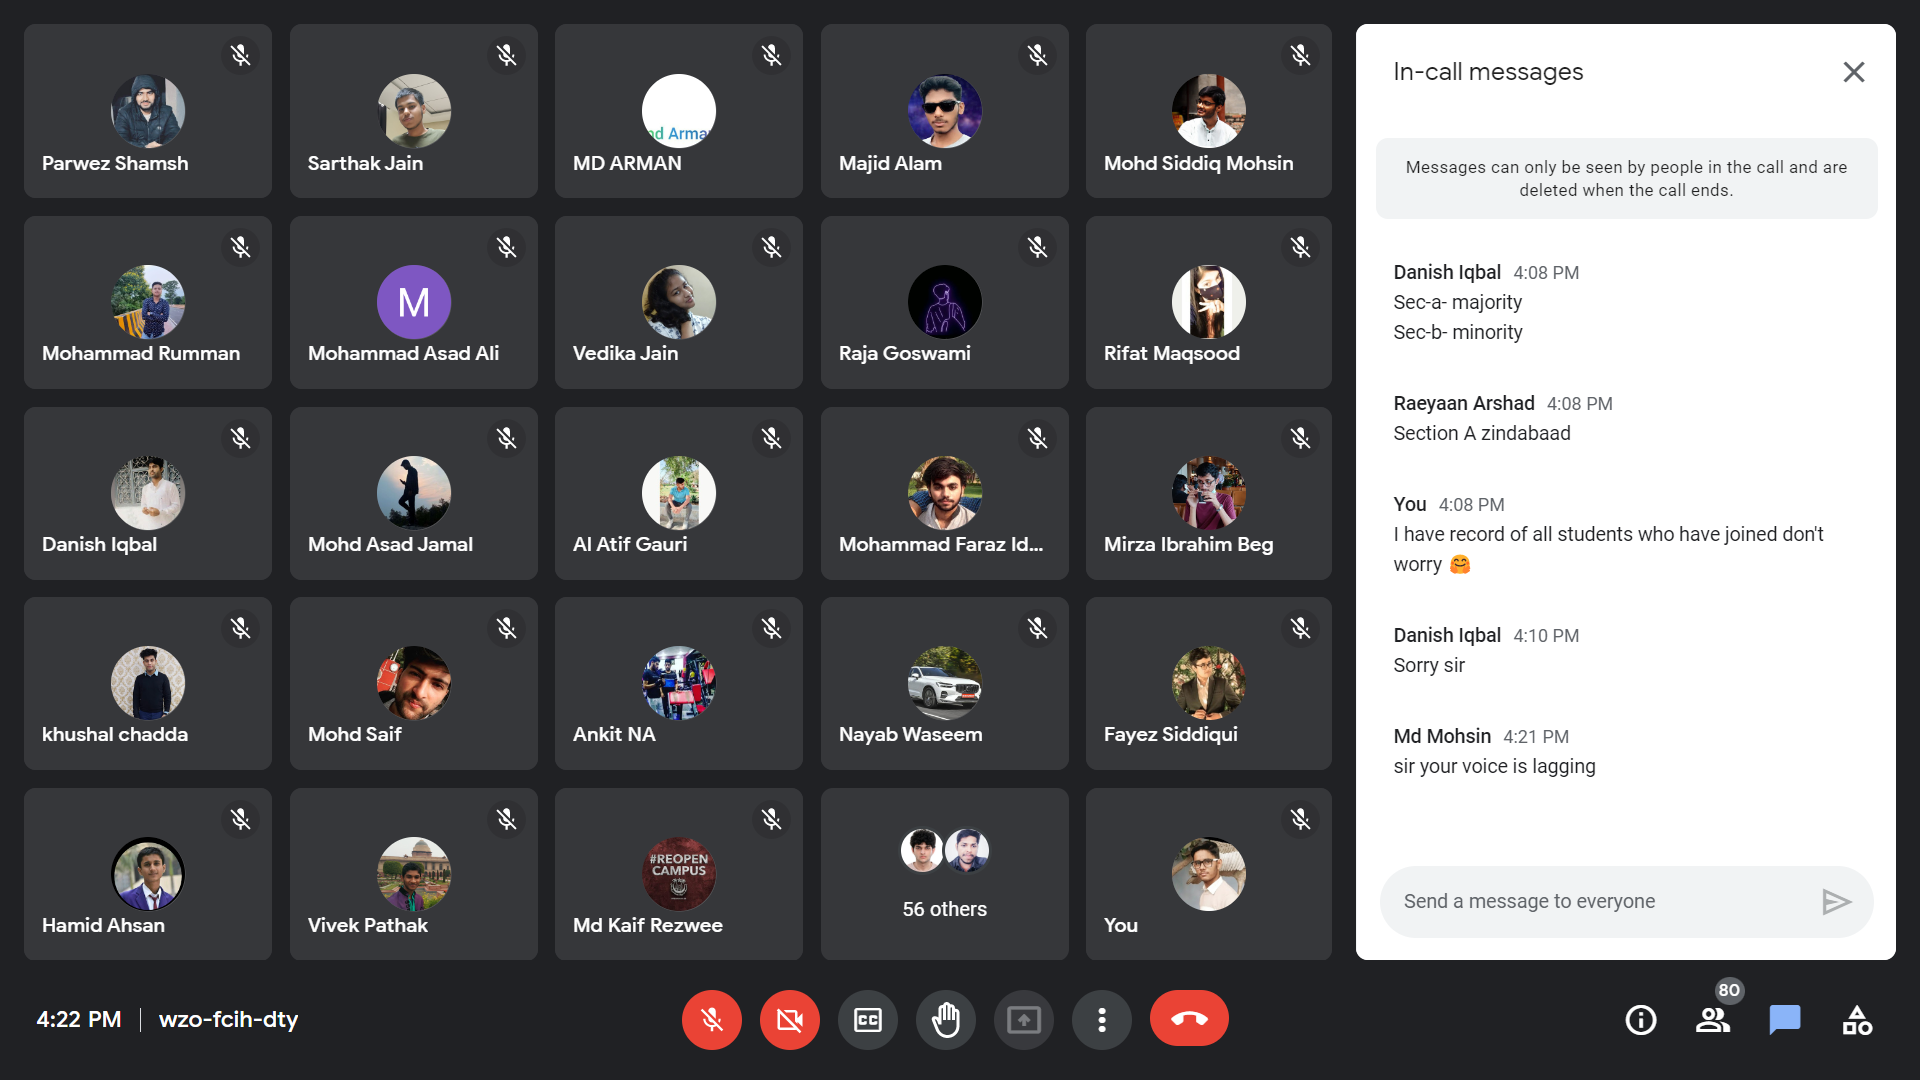 Parwez Shamsh
Sarthak Jain
nd Arma
MD ARMAN
Majid Alam
Mohd Siddiq Mohsin
Mohammad Rumman
M
Mohammad Asad Ali
Vedika Jain
Raja Goswami
Rifat Maqsood
Danish Iqbal
Mohd Asad Jamal
Al Atif Gauri
Mohammad Faraz Id...
Mirza Ibrahim Beg
khushal chadda
Mohd Saif
Ankit NA
Nayab Waseem
Fayez Siddiqui
Hamid Ahsan
Vivek Pathak
#REOPEN
CAMPUS
Md Kaif Rezwee
56 others
You
In-call messages
Messages can only be seen by people in the call and are
deleted when the call ends.
Danish Iqbal 4:08 PM
Sec-a- majority
Sec-b- minority
Raeyaan Arshad 4:08 PM
Section A zindabaad
You 4:08 PM
I have record of all students who have joined don't
worry 🤗
Danish Iqbal 4:10 PM
Sorry sir
Md Mohsin 4:21 PM
sir your voice is lagging
Send a message to everyone
4:22 PM | wzo-fcih-dty
CC
80